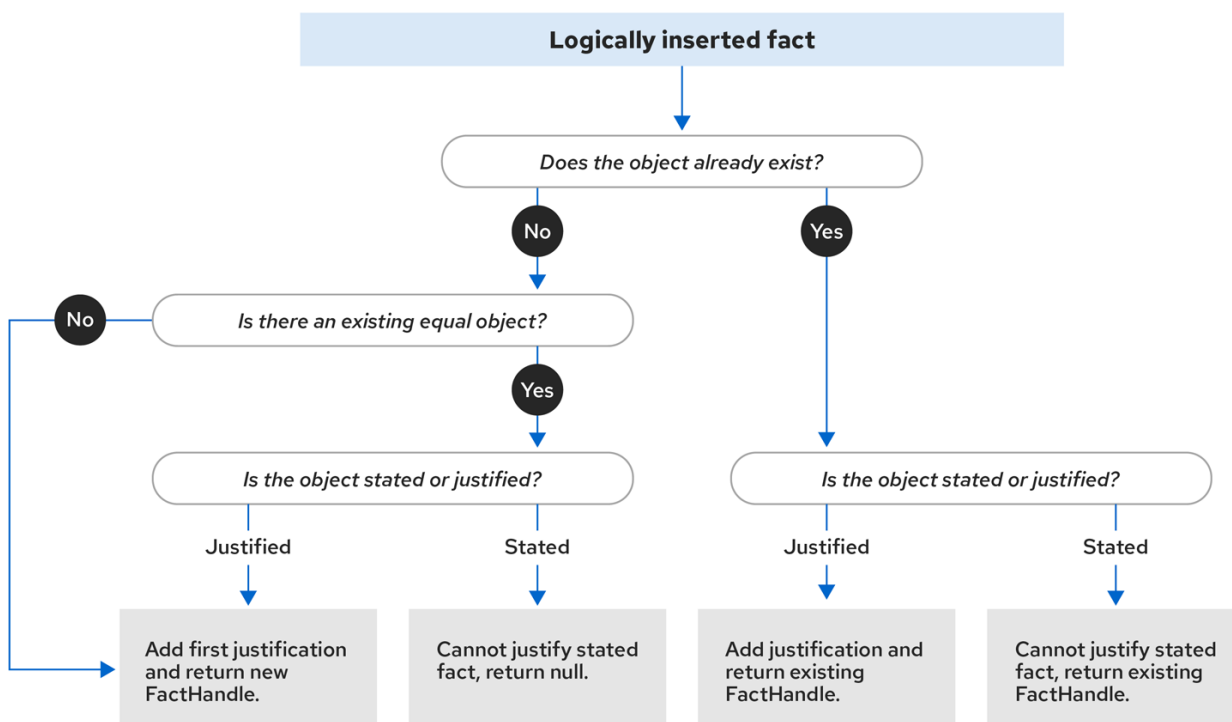 Logically inserted fact
Does the object already exist?
No
Yes
No
Is there an existing equal object?
Yes
Is the object stated or justified?
Is the object stated or justified?
Justified
Stated
Justified
Stated
Add first justification
and return new
FactHandle.
Cannot justify stated
fact, return null.
Add justification and
return existing
FactHandle.
Cannot justify stated
fact, return existing
FactHandle.